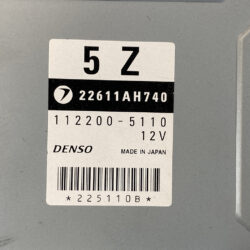 5 Z
22611AH740
112200-5110
12V
DENSO MADE IN JAPAN
*225110B*